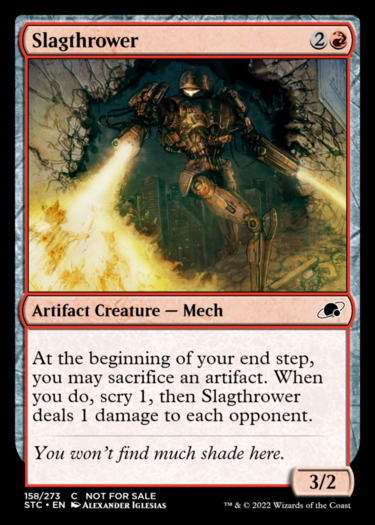 Slagthrower 2
Artifact Creature — Mech
At the beginning of your end step,
you may sacrifice an artifact. When
you do, scry 1, then Slagthrower
deals 1 damage to each opponent.
You won't find much shade here.
3/2
158/273 C NOT FOR SALE
STC • EN Alexander Iglesias
™ & © 2022 Wizards of the Coast